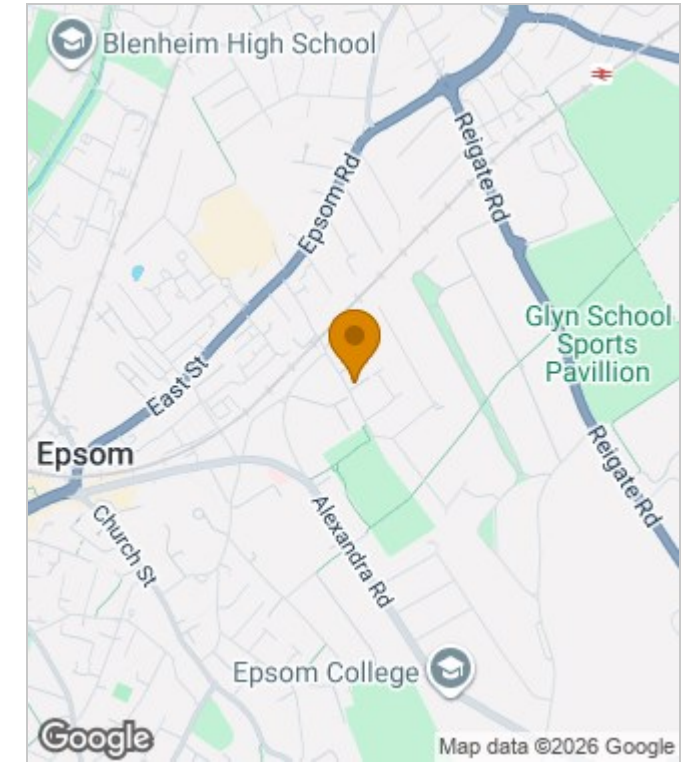 Blenheim High School
Reigate Rd
Epsom Rd
Glyn School
Sports
Pavillion
East St
Epsom
Reigate Rd
Church St
Alexandra Rd
Epsom College
Google
Map data ©2026 Google